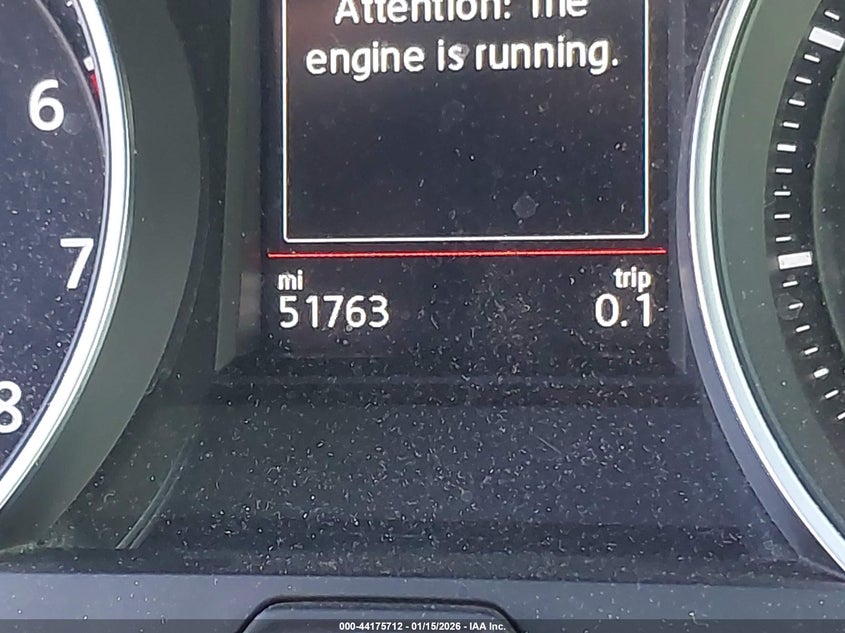 Attention: The
engine is running.
6
7
8
mi
trip
51763
0.1
000-44175712 - 01/15/2026 - IAA Inc.